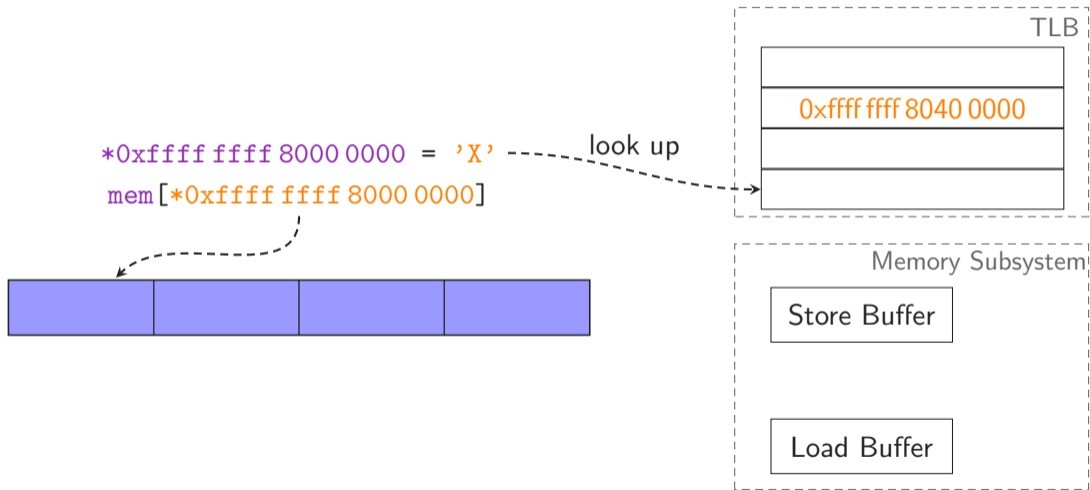 TLB
0xffff ffff 8040 0000
*0xffff ffff 8000 0000 = 'X'
look up
mem[*0xffff ffff 8000 0000]
Memory Subsystem
Store Buffer
Load Buffer